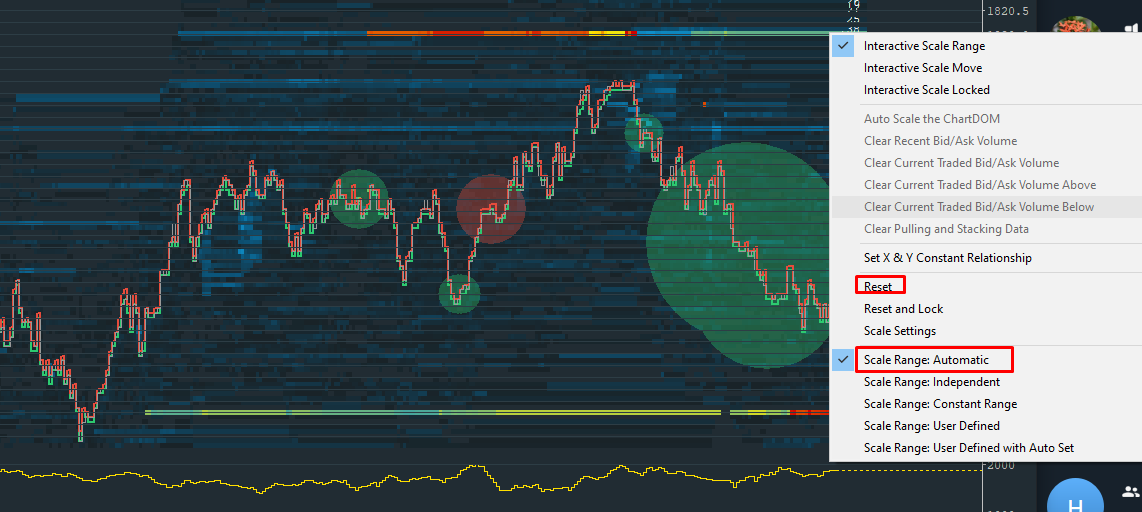 25
1820.5
Interactive Scale Range
Interactive Scale Move
Interactive Scale Locked
Auto Scale the ChartDOM
Clear Recent Bid/Ask Volume
Clear Current Traded Bid/Ask Volume
Clear Current Traded Bid/Ask Volume Above
Clear Current Traded Bid/Ask Volume Below
Clear Pulling and Stacking Data
Set X & Y Constant Relationship
Reset
Reset and Lock
Scale Settings
Scale Range: Automatic
Scale Range: Independent
Scale Range: Constant Range
Scale Range: User Defined
Scale Range: User Defined with Auto Set
2000
H